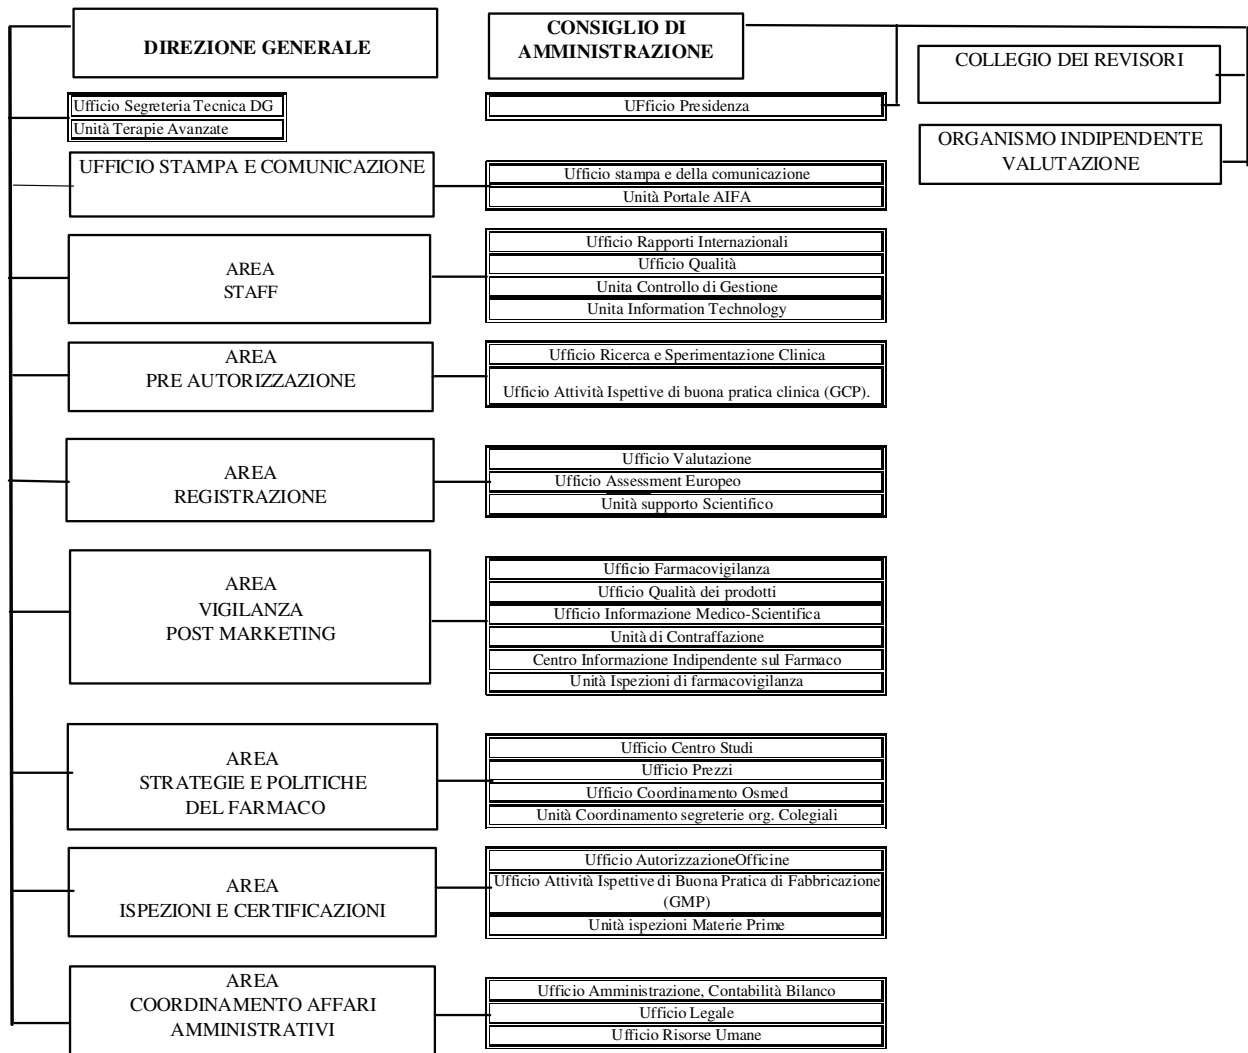 DIREZIONE GENERALE
CONSIGLIO DI
AMMINISTRAZIONE
COLLEGIO DEI REVISORI
Ufficio Segreteria Tecnica DG
Unità Terapie Avanzate
UFficio Presidenza
ORGANISMO INDIPENDENTE
VALUTAZIONE
UFFICIO STAMPA E COMUNICAZIONE
Ufficio stampa e della comunicazione
Unità Portale AIFA
AREA
STAFF
Ufficio Rapporti Internazionali
Ufficio Qualità
Unita Controllo di Gestione
Unita Information Technology
AREA
PRE AUTORIZZAZIONE
Ufficio Ricerca e Sperimentazione Clinica
Ufficio Attività Ispettive di buona pratica clinica (GCP).
AREA
REGISTRAZIONE
Ufficio Valutazione
Ufficio Assessment Europeo
Unità supporto Scientifico
AREA
VIGILANZA
POST MARKETING
Ufficio Farmacovigilanza
Ufficio Qualità dei prodotti
Ufficio Informazione Medico-Scientifica
Unità di Contraffazione
Centro Informazione Indipendente sul Farmaco
Unità Ispezioni di farmacovigilanza
AREA
STRATEGIE E POLITICHE
DEL FARMACO
Ufficio Centro Studi
Ufficio Prezzi
Ufficio Coordinamento Osmed
Unità Coordinamento segreterie org. Colegiali
AREA
ISPEZIONI E CERTIFICAZIONI
Ufficio AutorizzazioneOfficine
Ufficio Attività Ispettive di Buona Pratica di Fabbricazione
(GMP)
Unità ispezioni Materie Prime
AREA
COORDINAMENTO AFFARI
AMMINISTRATIVI
Ufficio Amministrazione, Contabilità Bilanco
Ufficio Legale
Ufficio Risorse Umane